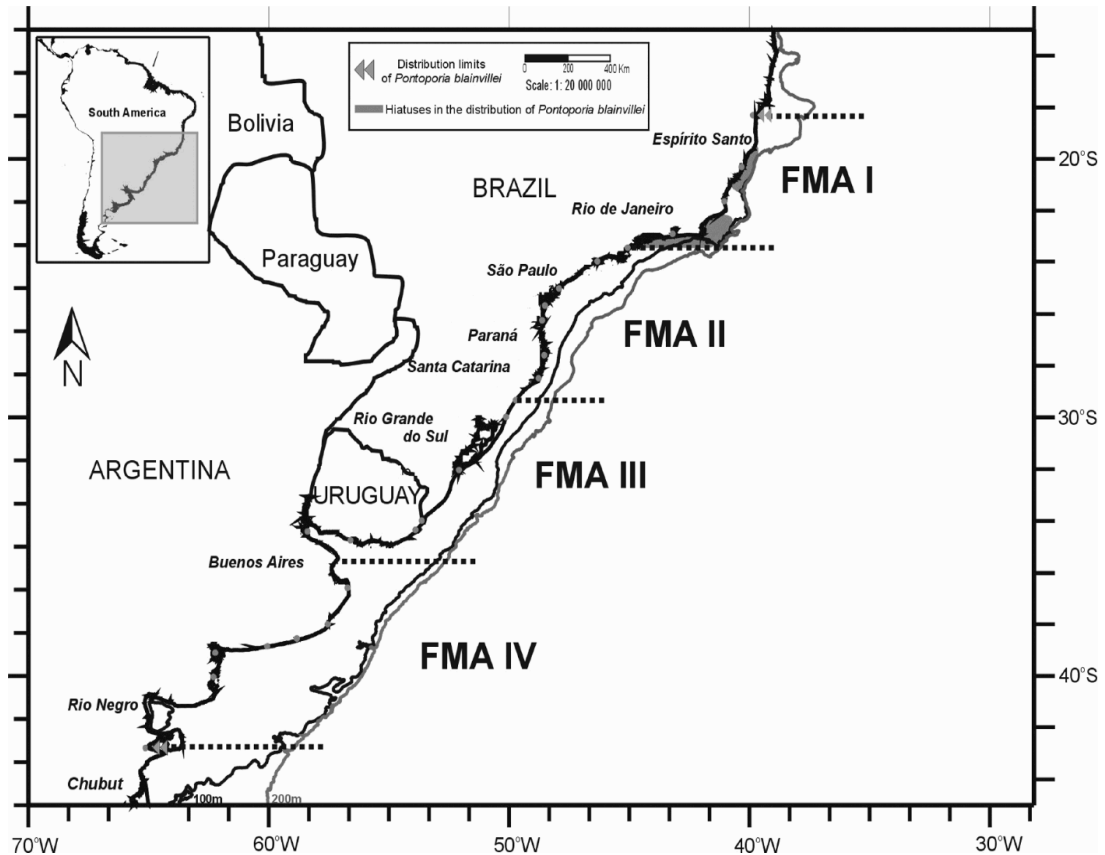 South America
Distribution limits
of Pontoporia blainvillei
0 200 400 Km
Scale: 1: 20 000 000
Hiatuses in the distribution of Pontoporia blainvillei
Bolivia
Espírito Santo
20°S
FMA I
BRAZIL
Rio de Janeiro
Paraguay
São Paulo
FMA II
Paraná
Santa Catarina
N
Rio Grande
do Sul
30°S
ARGENTINA
FMA III
URUGUAY
Buenos Aires
FMA IV
40°S
Rio Negro
Chubut
100m
200m
70°W
60°W
50°W
40°W
30°W